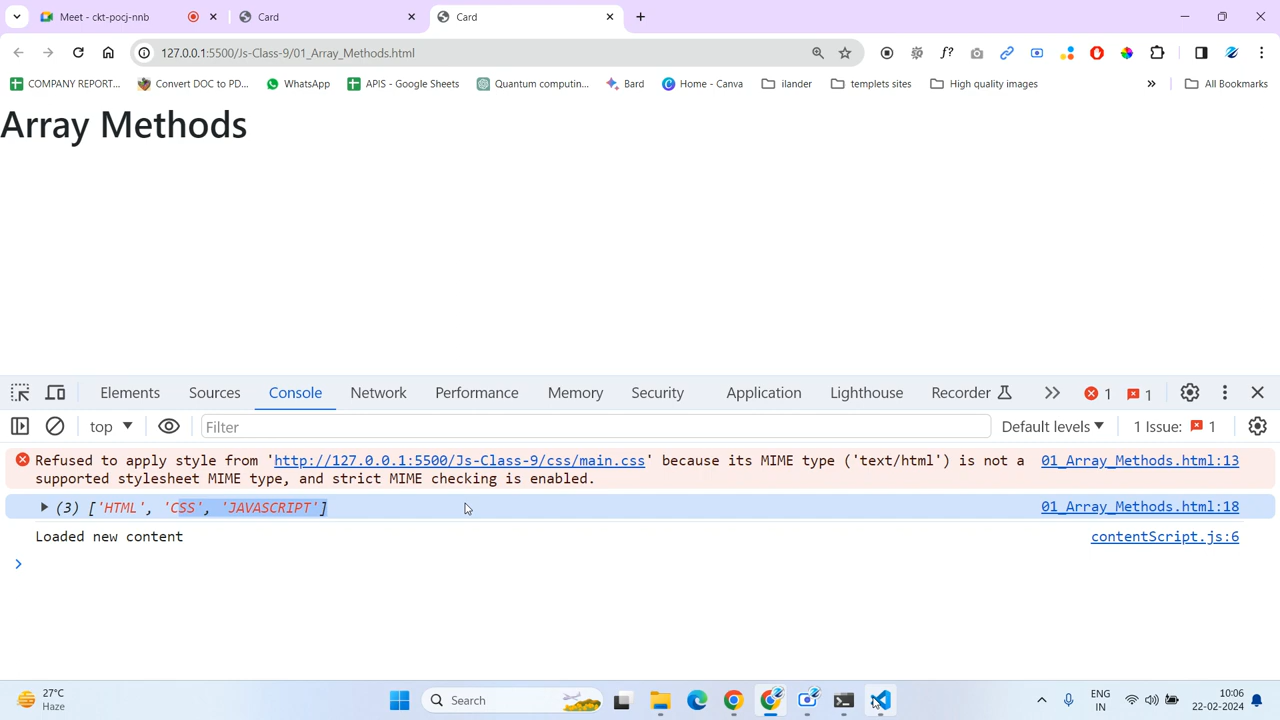 Meet - ckt-pocj-nnb
Card
Card
127.0.0.1:5500/Js-Class-9/01_Array_Methods.html
COMPANY REPORT...
Convert DOC to PD...
WhatsApp
APIS - Google Sheets
Quantum computin...
Bard
Home - Canva
ilander
templets sites
High quality images
»
All Bookmarks
Array Methods
Elements
Sources
Console
Network
Performance
Memory
Security
Application
Lighthouse
Recorder
1
1
top
Filter
Default levels
1 Issue: 1
Refused to apply style from 'http://127.0.0.1:5500/Js-Class-9/css/main.css' because its MIME type ('text/html') is not a 01_Array_Methods.html:13
supported stylesheet MIME type, and strict MIME checking is enabled.
(3) ['HTML', 'CSS', 'JAVASCRIPT'] 01_Array_Methods.html:18
Loaded new content contentScript.js:6
27°C
Haze
Search
ENG
IN
10:06
22-02-2024